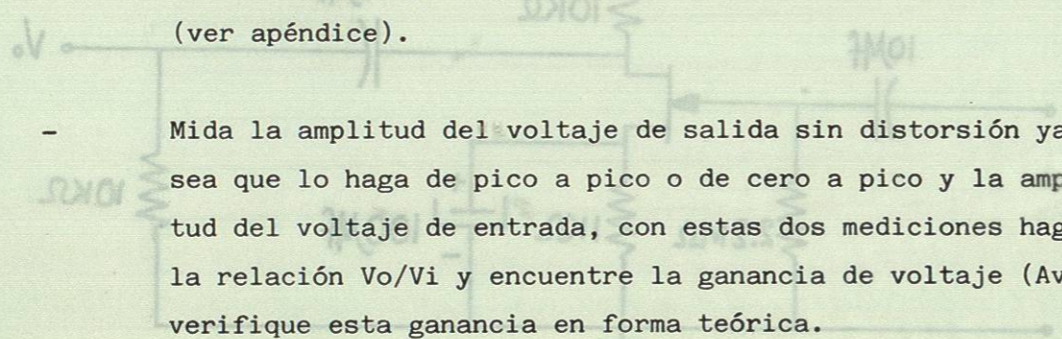 (ver apéndice).
- Mida la amplitud del voltaje de salida sin distorsión ya
sea que lo haga de pico a pico o de cero a pico y la amp
tud del voltaje de entrada, con estas dos mediciones hag
la relación Vo/Vi y encuentre la ganancia de voltaje (Av
verifique esta ganancia en forma teórica.